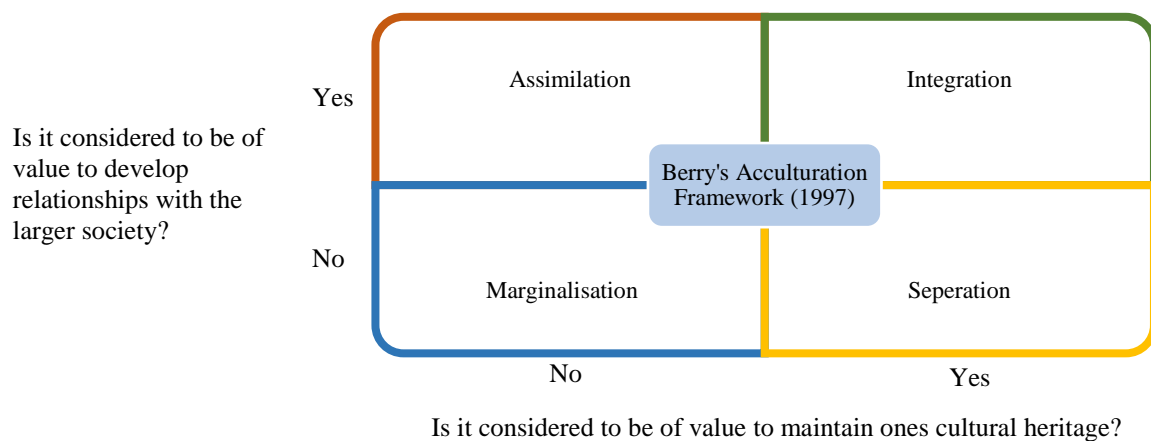 Assimilation
Integration
Yes
Is it considered to be of
value to develop
relationships with the
larger society?
Berry's Acculturation
Framework (1997)
No
Marginalisation
Seperation
No
Yes
Is it considered to be of value to maintain ones cultural heritage?